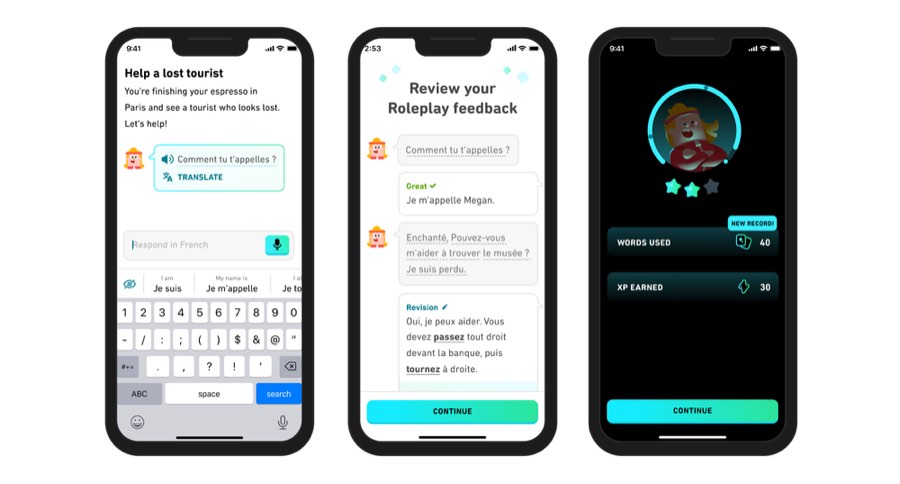 9:41
Help a lost tourist
You're finishing your espresso in
Paris and see a tourist who looks lost.
Let's help!
Comment tu t'appelles ?
TRANSLATE
Respond in French
I am
Je suis
My name is
Je m'appelle
Je to
1 2 3 4 5 6 7 8 9 0
- / : ; ( ) $ & @ "
#+= . , ? ! '
ABC
space
search
2:53
Review your
Roleplay feedback
Comment tu t'appelles ?
Great
Je m'appelle Megan.
Enchanté, Pouvez-vous
m'aider à trouver le musée ?
Je suis perdu.
Revision
Oui, je peux aider. Vous
devez passez tout droit
devant la banque, puis
tournez à droite.
CONTINUE
9:41
NEW RECORD!
WORDS USED 40
XP EARNED 30
CONTINUE